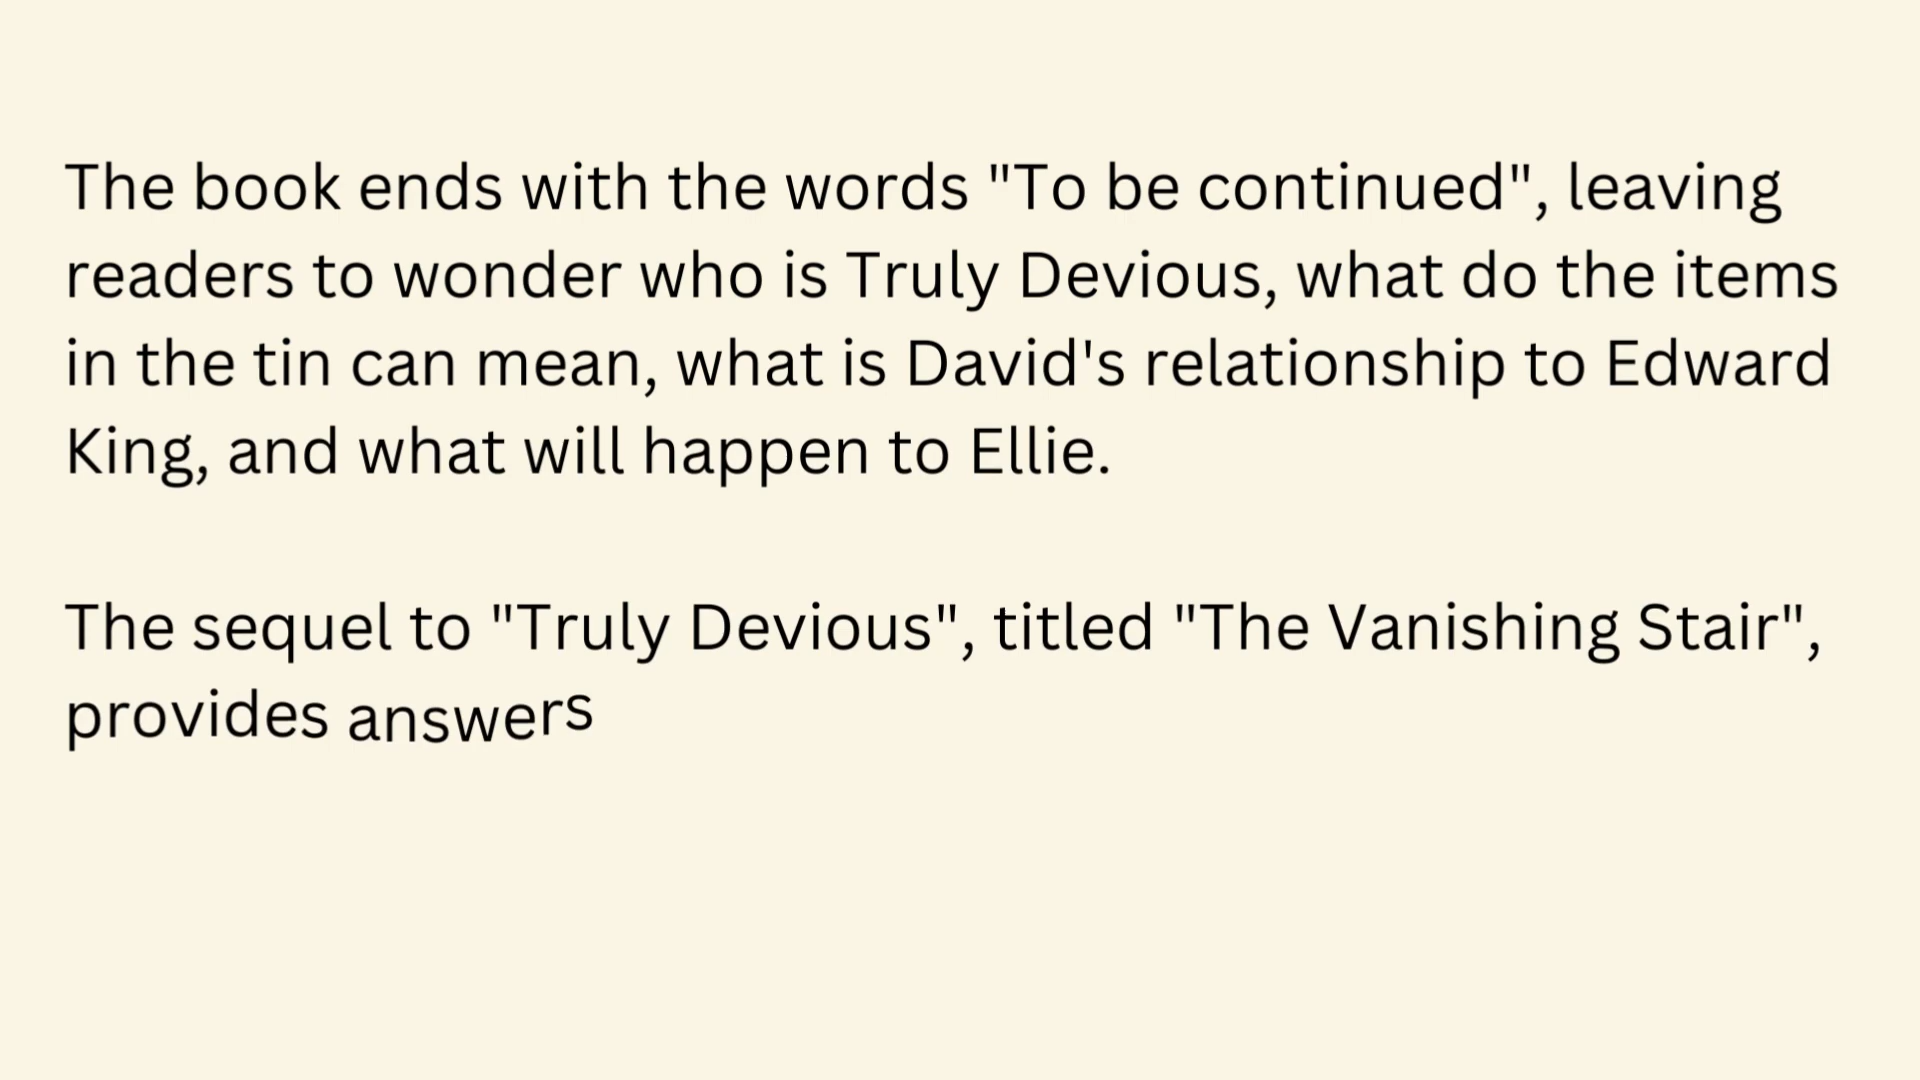 The book ends with the words "To be continued", leaving
readers to wonder who is Truly Devious, what do the items
in the tin can mean, what is David's relationship to Edward
King, and what will happen to Ellie.
The sequel to "Truly Devious", titled "The Vanishing Stair",
provides answers